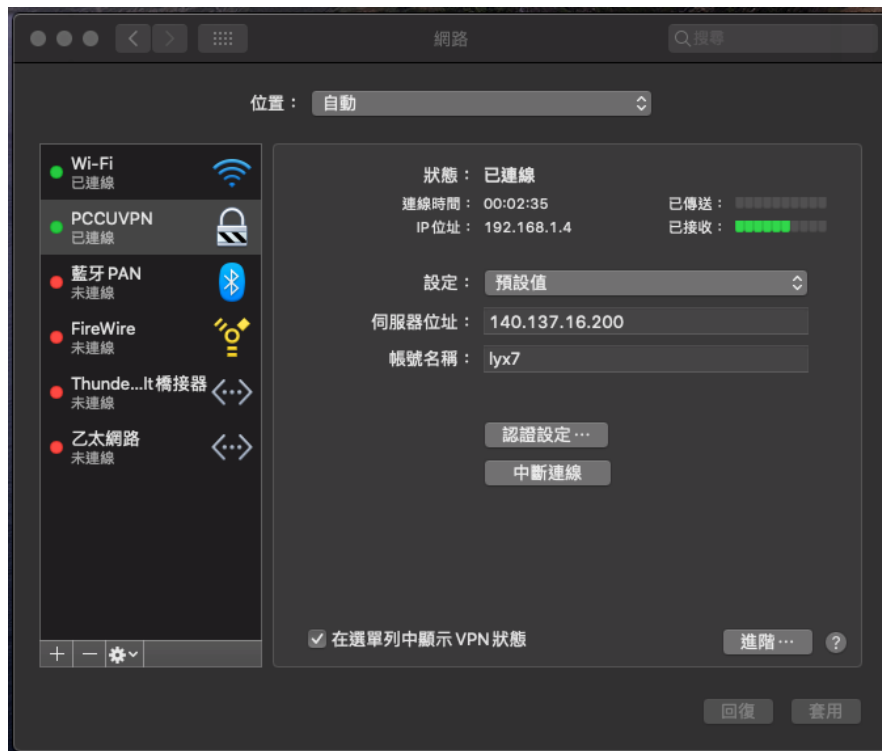 網路
搜尋
位置： 自動
Wi-Fi
已連線
PCCUVPN
已連線
藍牙 PAN
未連線
FireWire
未連線
Thunde...lt 橋接器
未連線
乙太網路
未連線
狀態： 已連線
連線時間： 00:02:35 已傳送：
IP 位址： 192.168.1.4 已接收：
設定： 預設值
伺服器位址： 140.137.16.200
帳號名稱： lyx7
認證設定…
中斷連線
在選單列中顯示 VPN 狀態
進階… ?
回復 套用